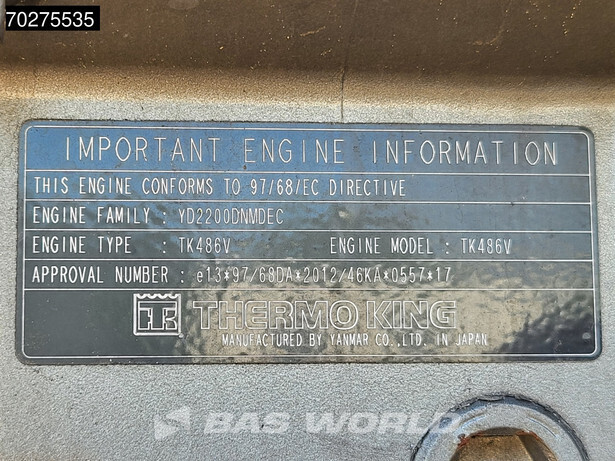 70275535
IMPORTANT ENGINE INFORMATION
THIS ENGINE CONFORMS TO 97/68/EC DIRECTIVE
ENGINE FAMILY : YD2200DNMDEC
ENGINE TYPE : TK486V ENGINE MODEL : TK486V
APPROVAL NUMBER : e13*97/68DA*2012/46KA*0557*17
TK THERMO KING
MANUFACTURED BY YANMAR CO.,LTD. IN JAPAN
BAS WORLD